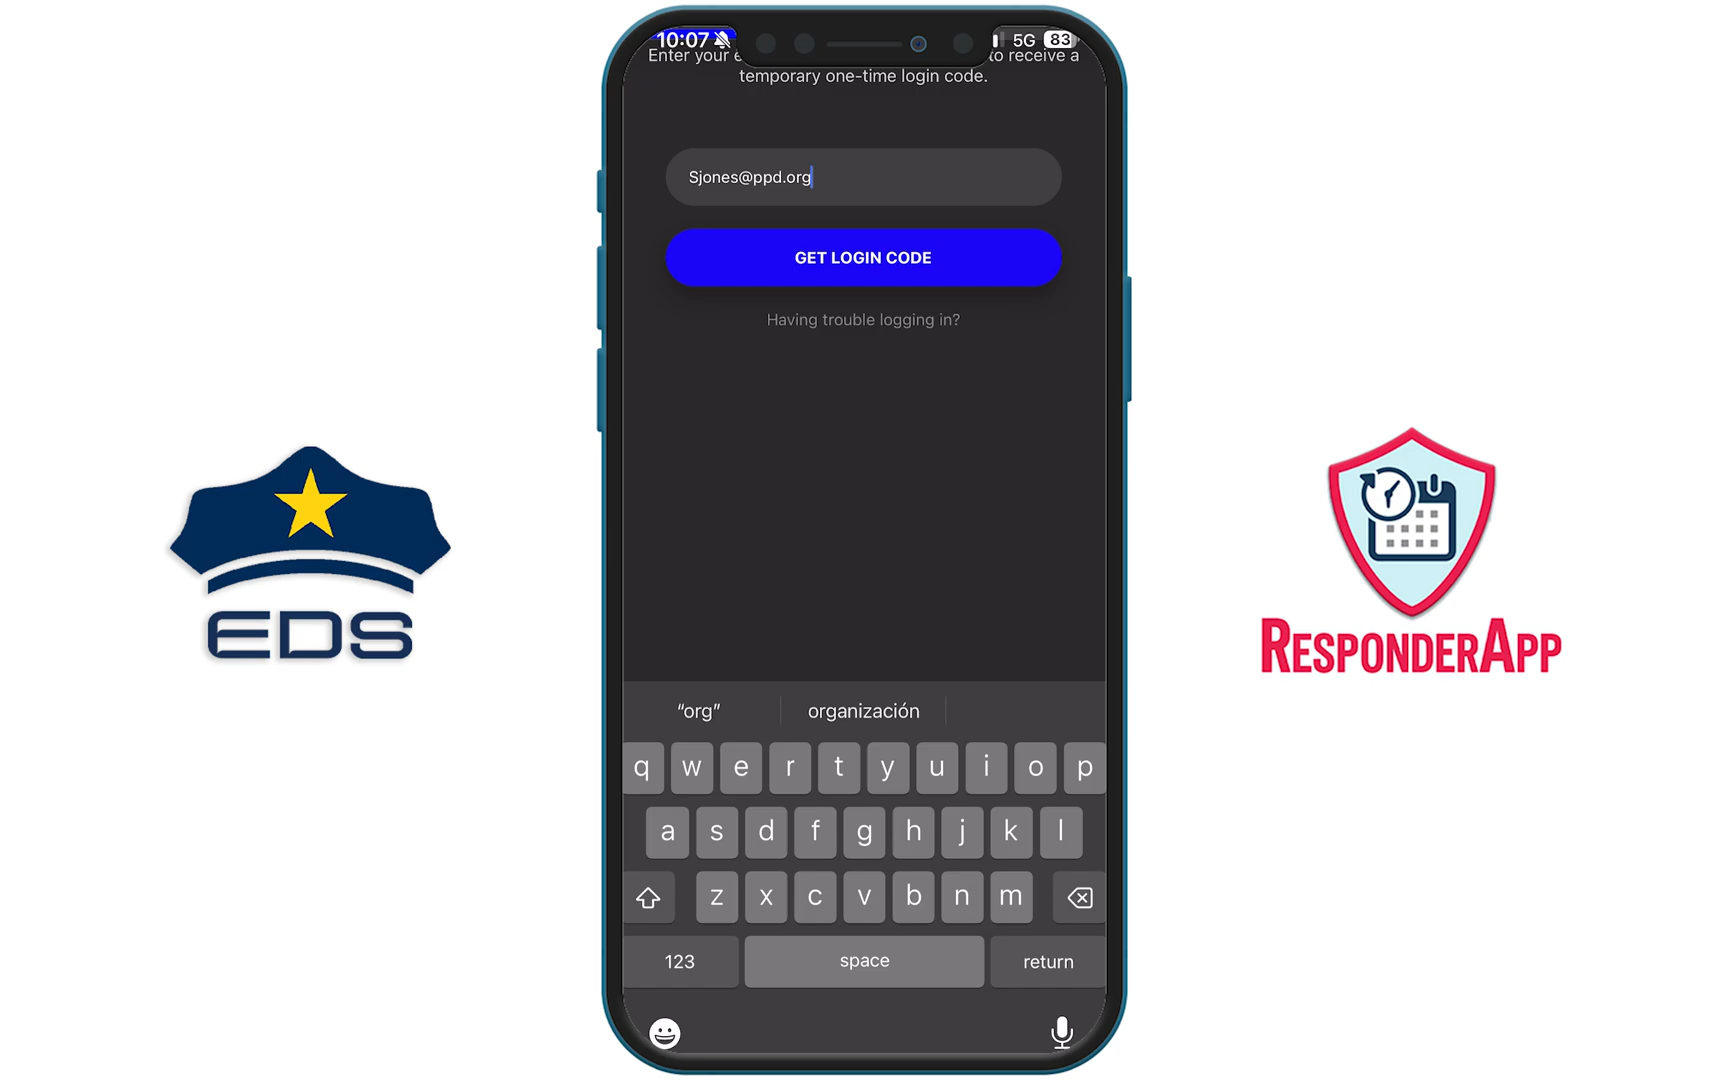 10:07
5G 83
Enter your e to receive a
temporary one-time login code.
Sjones@ppd.org
GET LOGIN CODE
Having trouble logging in?
EDS
RESPONDERAPP
“org” organización
q w e r t y u i o p
a s d f g h j k l
z x c v b n m
123 space return